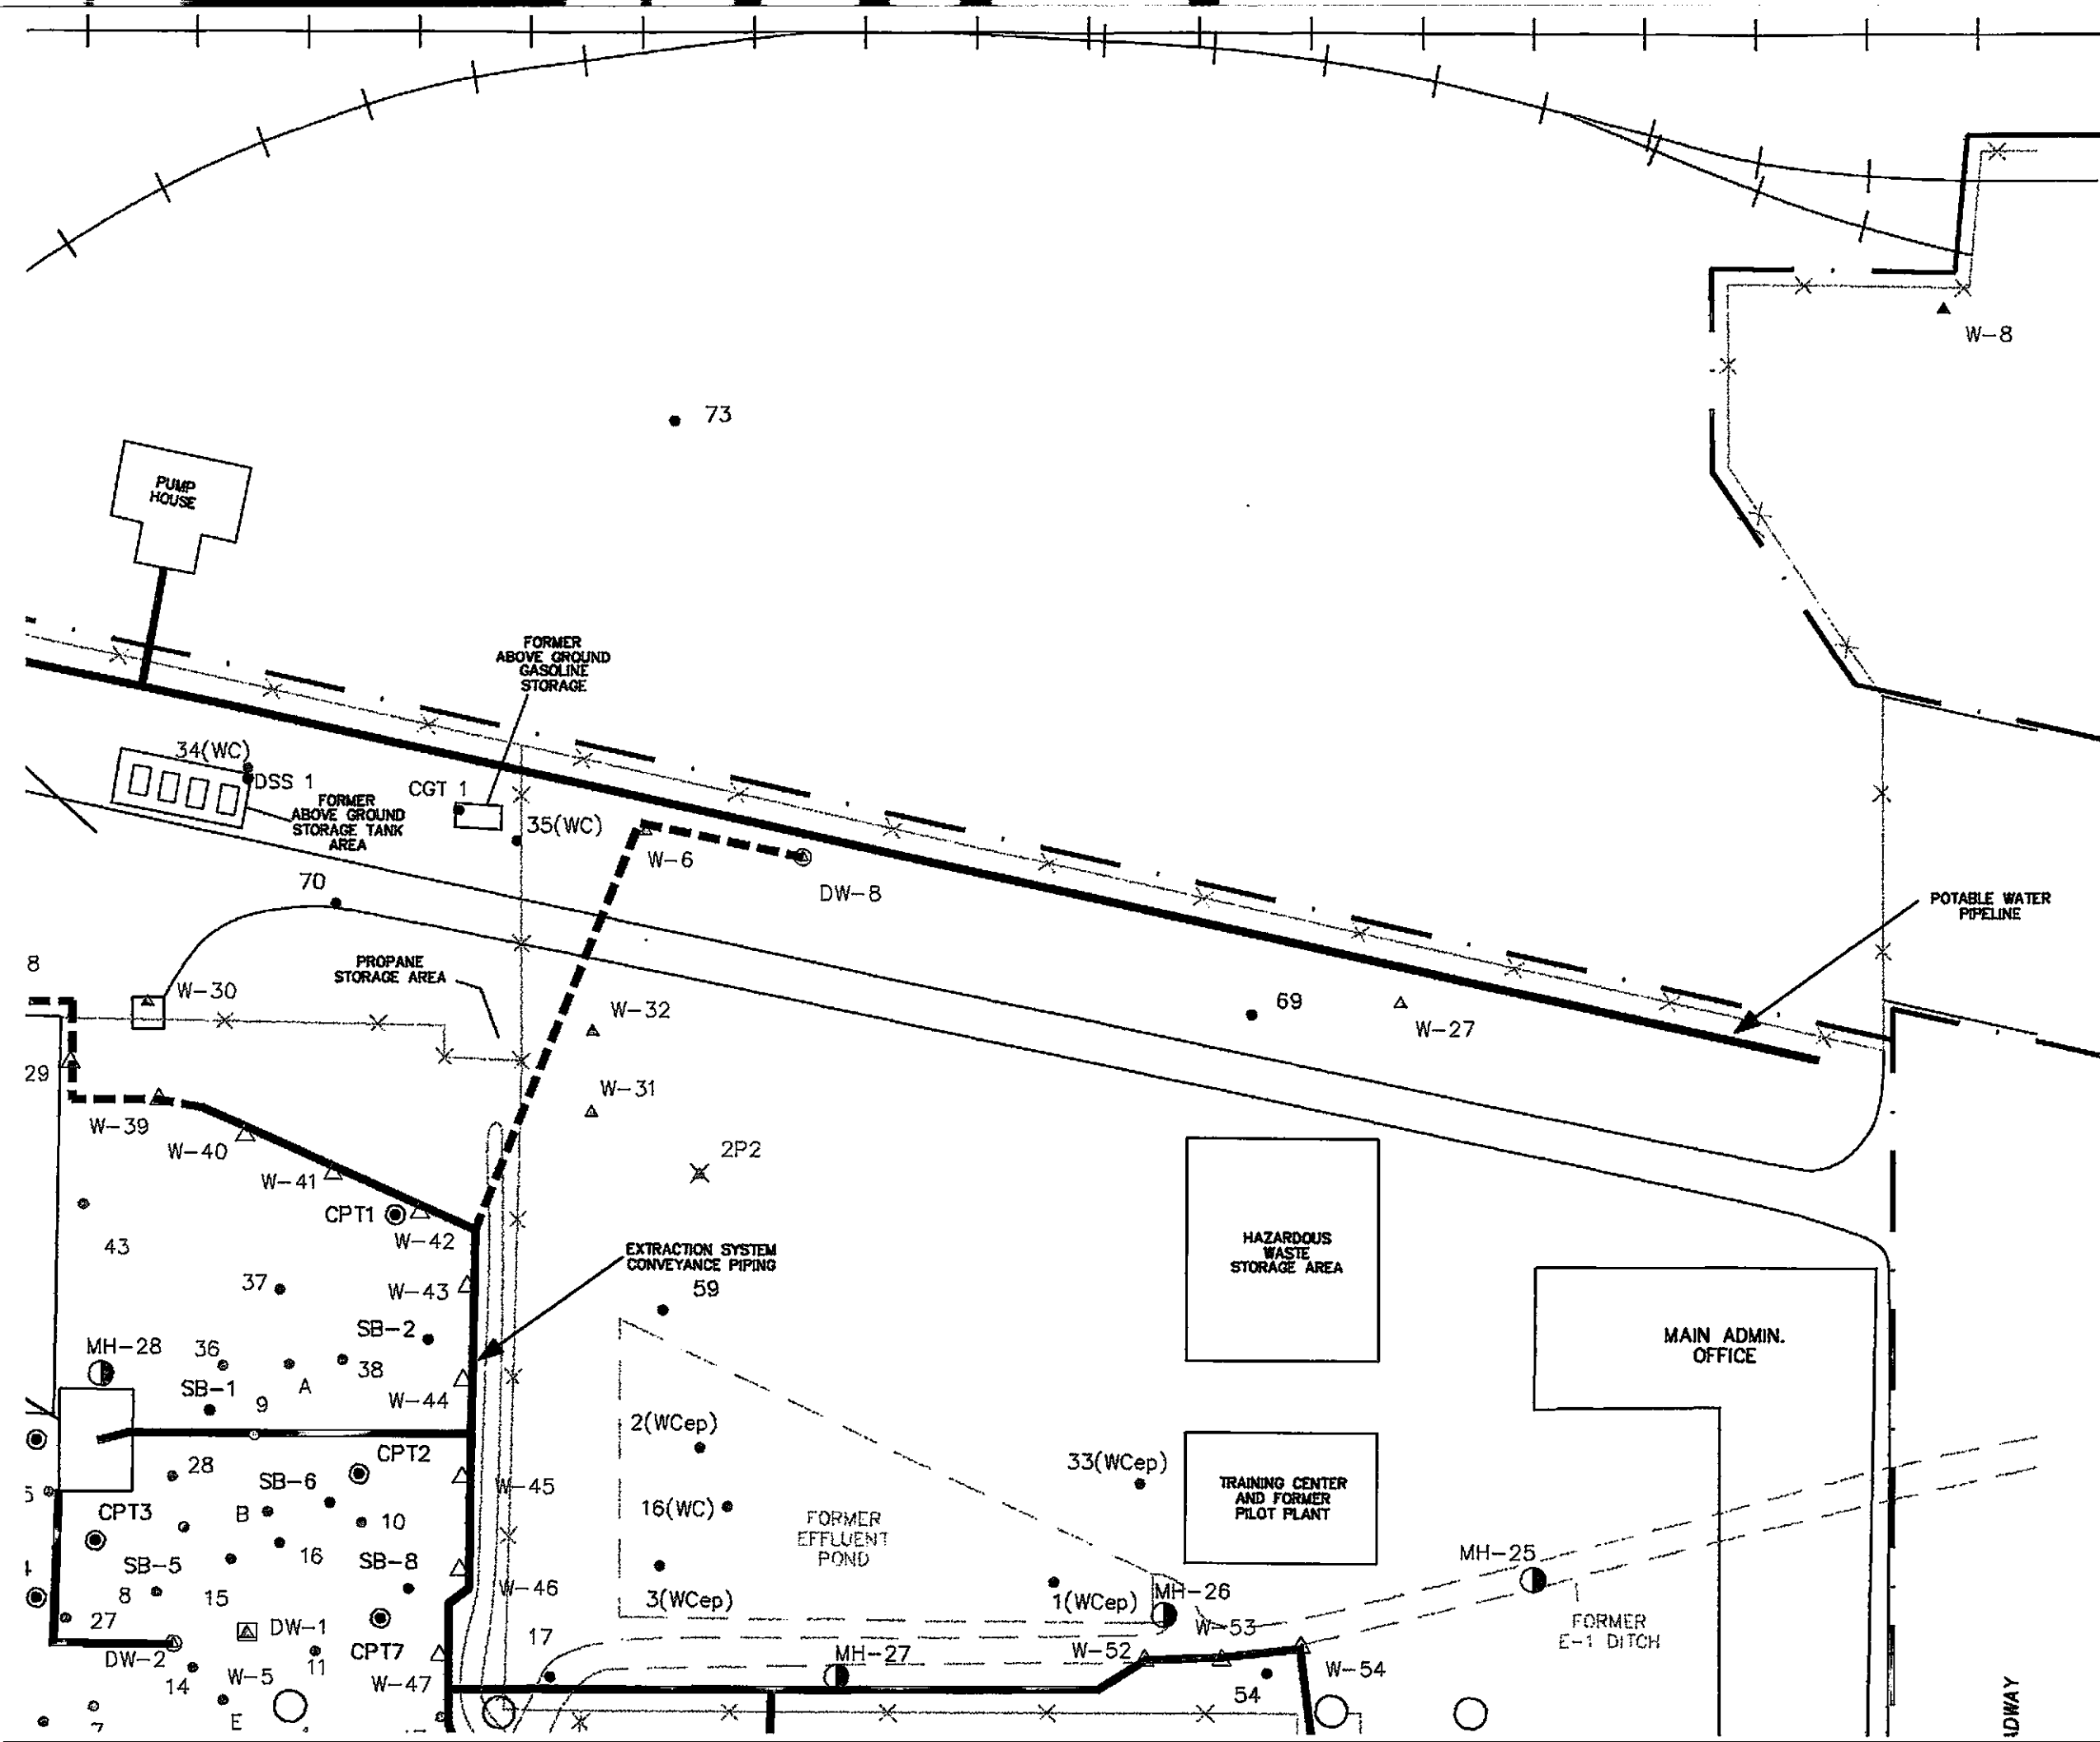 W-8
73
PUMP
HOUSE
FORMER
ABOVE GROUND
GASOLINE
STORAGE
34(WC)
DSS 1
CGT 1
FORMER
ABOVE GROUND
STORAGE TANK
AREA
35(WC)
W-6
DW-8
70
POTABLE WATER
PIPELINE
8
PROPANE
STORAGE AREA
W-30
W-32
69
W-27
29
W-31
W-39
W-40
2P2
W-41
CPT1
W-42
43
EXTRACTION SYSTEM
CONVEYANCE PIPING
HAZARDOUS
WASTE
STORAGE AREA
37
W-43
59
SB-2
MH-28
36
38
A
SB-1
W-44
9
MAIN ADMIN.
OFFICE
2(WCep)
CPT2
28
SB-6
W-45
33(WCep)
TRAINING CENTER
AND FORMER
PILOT PLANT
CPT3
B
10
16(WC)
FORMER
EFFLUENT
POND
16
SB-5
SB-8
MH-25
8
15
W-46
3(WCep)
1(WCep)
MH-26
27
DW-1
W-53
FORMER
E-1 DITCH
17
DW-2
11
CPT7
MH-27
W-52
W-54
14
W-5
W-47
54
7
E